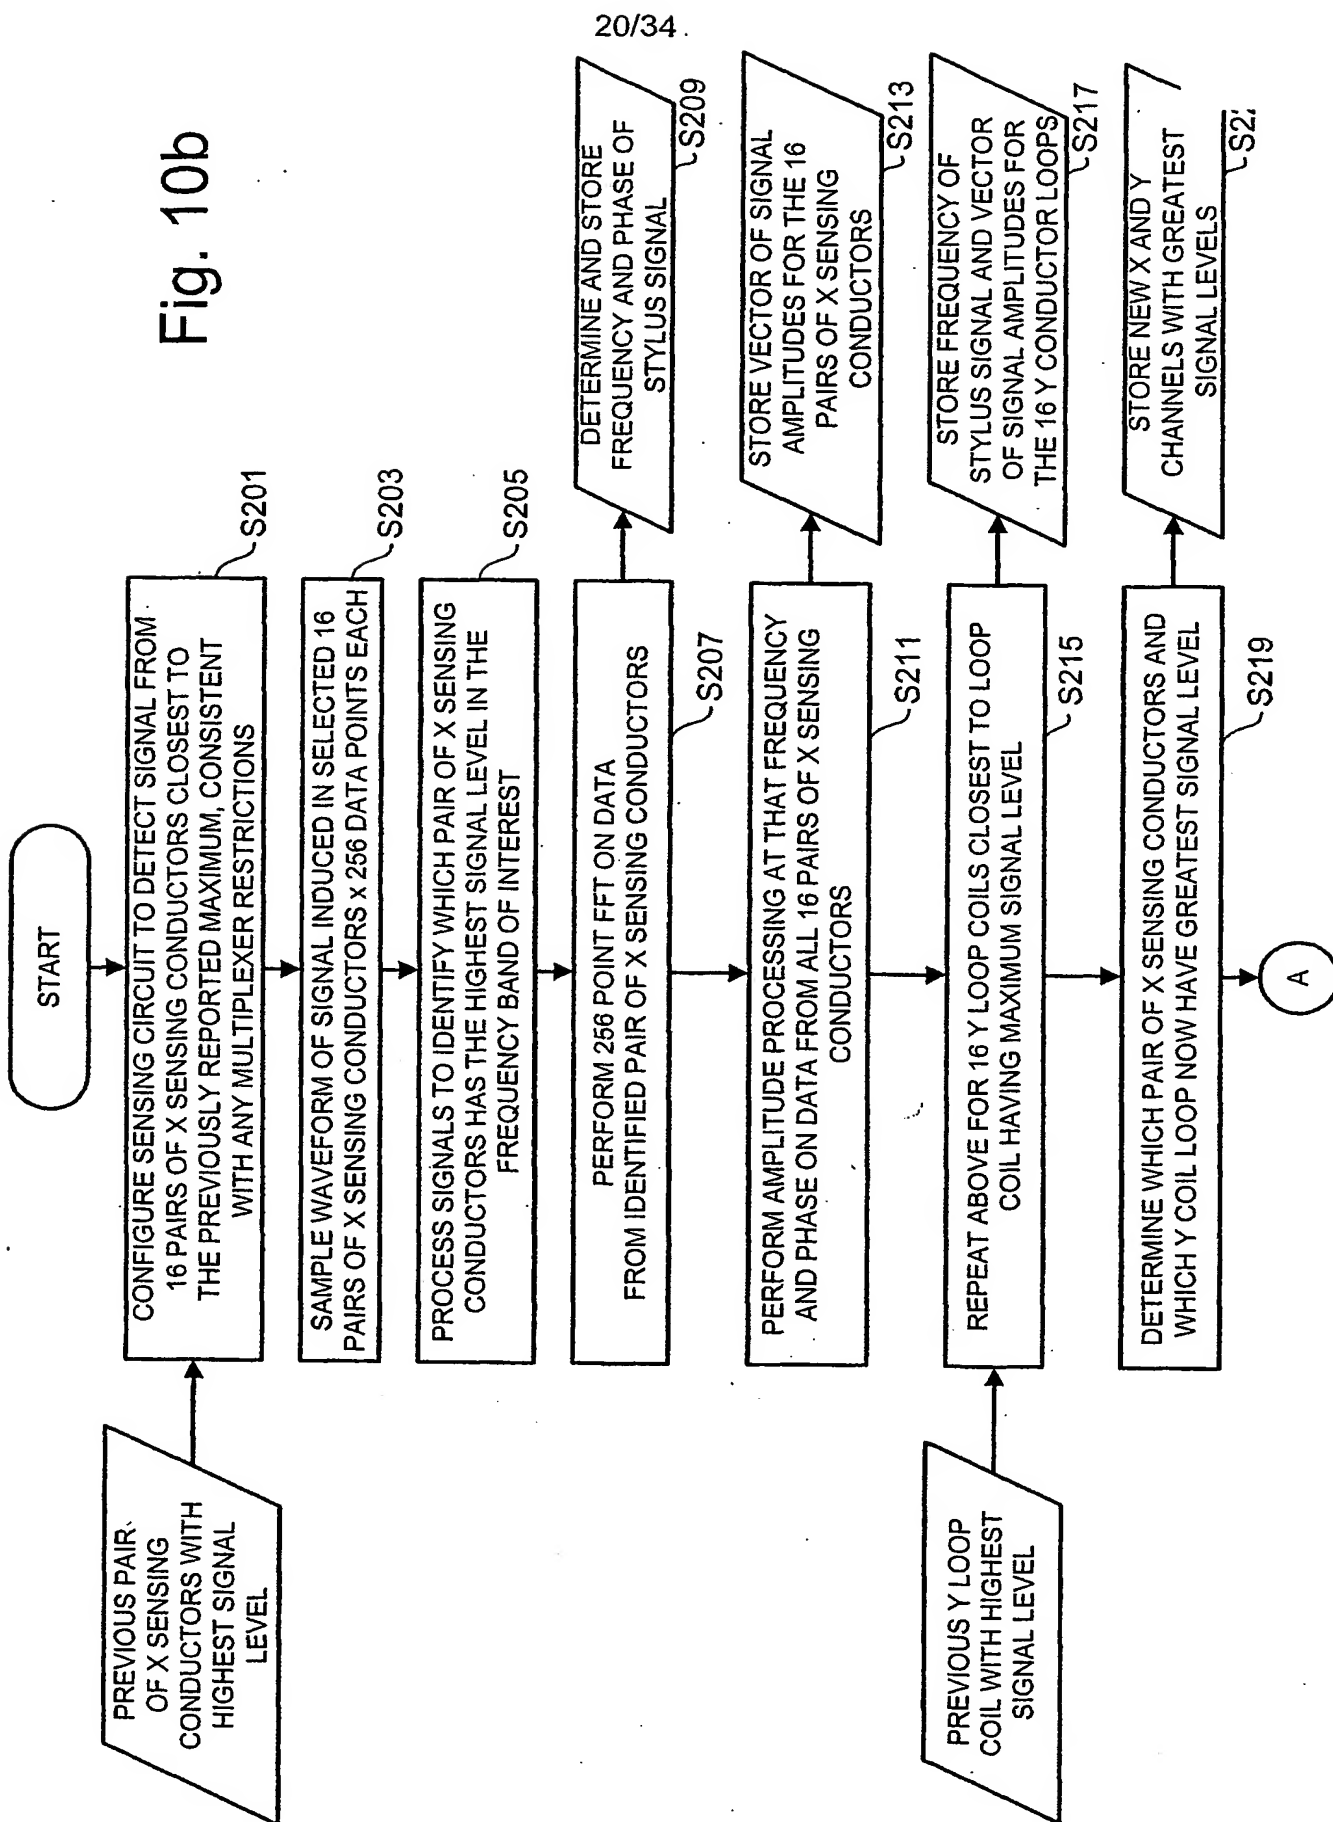 20/34
Fig. 10b
START
PREVIOUS PAIR
OF X SENSING
CONDUCTORS WITH
HIGHEST SIGNAL
LEVEL
CONFIGURE SENSING CIRCUIT TO DETECT SIGNAL FROM
16 PAIRS OF X SENSING CONDUCTORS CLOSEST TO
THE PREVIOUSLY REPORTED MAXIMUM, CONSISTENT
WITH ANY MULTIPLEXER RESTRICTIONS
S201
SAMPLE WAVEFORM OF SIGNAL INDUCED IN SELECTED 16
PAIRS OF X SENSING CONDUCTORS x 256 DATA POINTS EACH
S203
PROCESS SIGNALS TO IDENTIFY WHICH PAIR OF X SENSING
CONDUCTORS HAS THE HIGHEST SIGNAL LEVEL IN THE
FREQUENCY BAND OF INTEREST
S205
PERFORM 256 POINT FFT ON DATA
FROM IDENTIFIED PAIR OF X SENSING CONDUCTORS
S207
DETERMINE AND STORE
FREQUENCY AND PHASE OF
STYLUS SIGNAL
S209
PERFORM AMPLITUDE PROCESSING AT THAT FREQUENCY
AND PHASE ON DATA FROM ALL 16 PAIRS OF X SENSING
CONDUCTORS
S211
STORE VECTOR OF SIGNAL
AMPLITUDES FOR THE 16
PAIRS OF X SENSING
CONDUCTORS
S213
PREVIOUS Y LOOP
COIL WITH HIGHEST
SIGNAL LEVEL
REPEAT ABOVE FOR 16 Y LOOP COILS CLOSEST TO LOOP
COIL HAVING MAXIMUM SIGNAL LEVEL
S215
STORE FREQUENCY OF
STYLUS SIGNAL AND VECTOR
OF SIGNAL AMPLITUDES FOR
THE 16 Y CONDUCTOR LOOPS
S217
DETERMINE WHICH PAIR OF X SENSING CONDUCTORS AND
WHICH Y COIL LOOP NOW HAVE GREATEST SIGNAL LEVEL
S219
STORE NEW X AND Y
CHANNELS WITH GREATEST
SIGNAL LEVELS
A